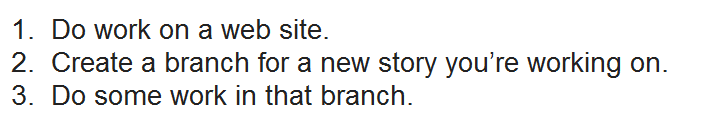 1. Do work on a web site.
2. Create a branch for a new story you’re working on.
3. Do some work in that branch.